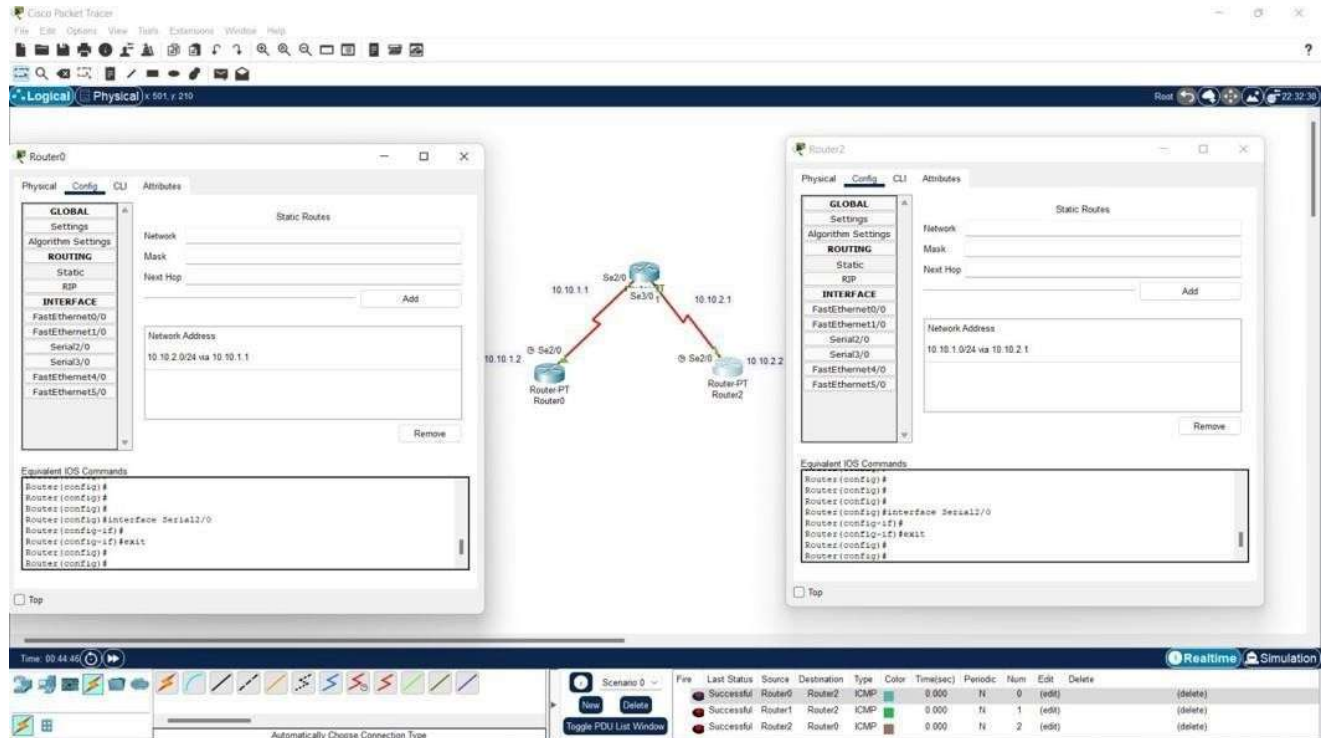 Cisco Packet Tracer
File Edit Options View Tools Extensions Window Help
?
Logical Physical x: 501, y: 210
Root 22:32:30
Router0
Physical Config CLI Attributes
GLOBAL
Settings
Algorithm Settings
ROUTING
Static
RIP
INTERFACE
FastEthernet0/0
FastEthernet1/0
Serial2/0
Serial3/0
FastEthernet4/0
FastEthernet5/0
Static Routes
Network
Mask
Next Hop
Add
Network Address
10.10.2.0/24 via 10.10.1.1
Remove
Equivalent IOS Commands
Router(config)#
Router(config)#
Router(config)#
Router(config)#interface Serial2/0
Router(config-if)#
Router(config-if)#exit
Router(config)#
Router(config)#
Top
Se2/0
10.10.1.1
Se3/0
10.10.2.1
10.10.1.2
Se2/0
Router-PT
Router0
Se2/0
10.10.2.2
Router-PT
Router2
Router2
Physical Config CLI Attributes
GLOBAL
Settings
Algorithm Settings
ROUTING
Static
RIP
INTERFACE
FastEthernet0/0
FastEthernet1/0
Serial2/0
Serial3/0
FastEthernet4/0
FastEthernet5/0
Static Routes
Network
Mask
Next Hop
Add
Network Address
10.10.1.0/24 via 10.10.2.1
Remove
Equivalent IOS Commands
Router(config)#
Router(config)#
Router(config)#
Router(config)#interface Serial2/0
Router(config-if)#
Router(config-if)#exit
Router(config)#
Router(config)#
Top
Time: 00:44:46
Realtime Simulation
Automatically Choose Connection Type
Scenario 0
New Delete
Toggle PDU List Window
Fire Last Status Source Destination Type Color Time(sec) Periodic Num Edit Delete
Successful Router0 Router2 ICMP 0.000 N 0 (edit) (delete)
Successful Router1 Router2 ICMP 0.000 N 1 (edit) (delete)
Successful Router2 Router0 ICMP 0.000 N 2 (edit) (delete)